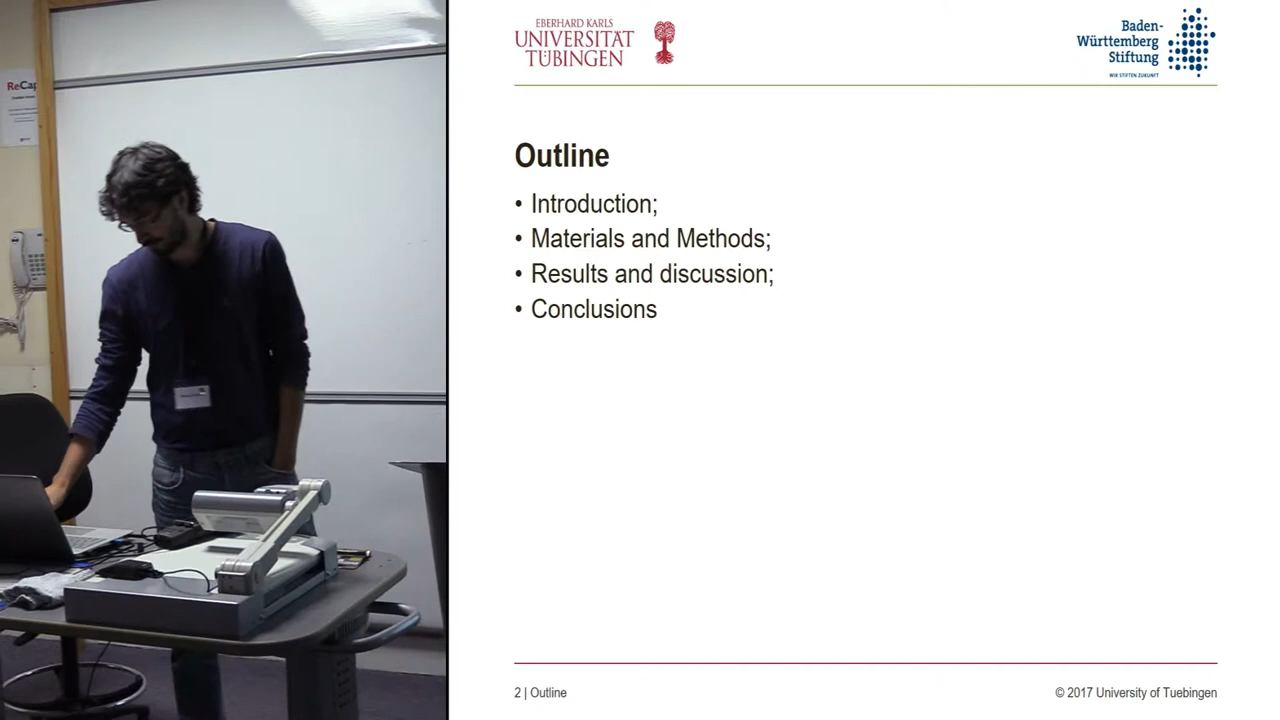 ReCap
EBERHARD KARLS
UNIVERSITÄT
TÜBINGEN
Baden-
Württemberg
Stiftung
WIR STIFTEN ZUKUNFT
Outline
• Introduction;
• Materials and Methods;
• Results and discussion;
• Conclusions
2 | Outline
© 2017 University of Tuebingen